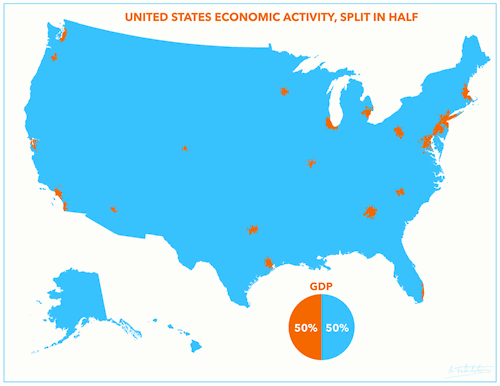 UNITED STATES ECONOMIC ACTIVITY, SPLIT IN HALF
GDP
50% 50%